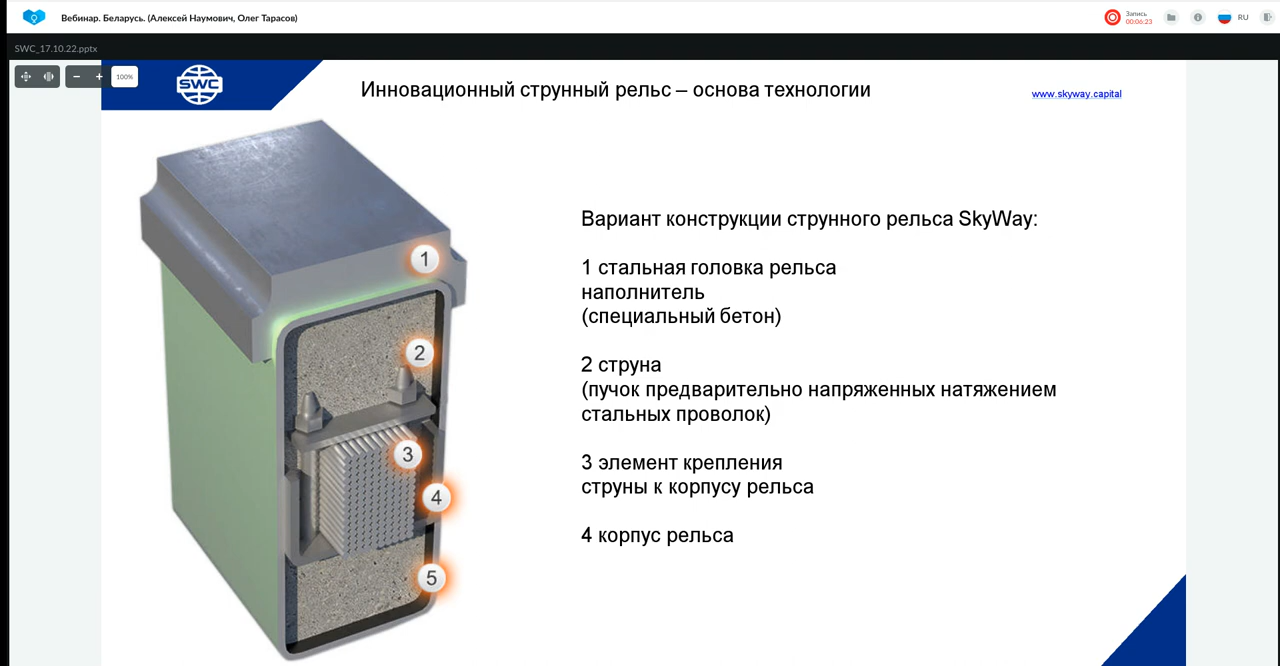 Вебинар. Беларусь. (Алексей Наумович, Олег Тарасов)
Запись
00:06:23
RU
SWC_17.10.22.pptx
100%
SWC
Инновационный струнный рельс – основа технологии
www.skyway.capital
Вариант конструкции струнного рельса SkyWay:
1 стальная головка рельса
наполнитель
(специальный бетон)
2 струна
(пучок предварительно напряженных натяжением
стальных проволок)
3 элемент крепления
струны к корпусу рельса
4 корпус рельса
1
2
3
4
5